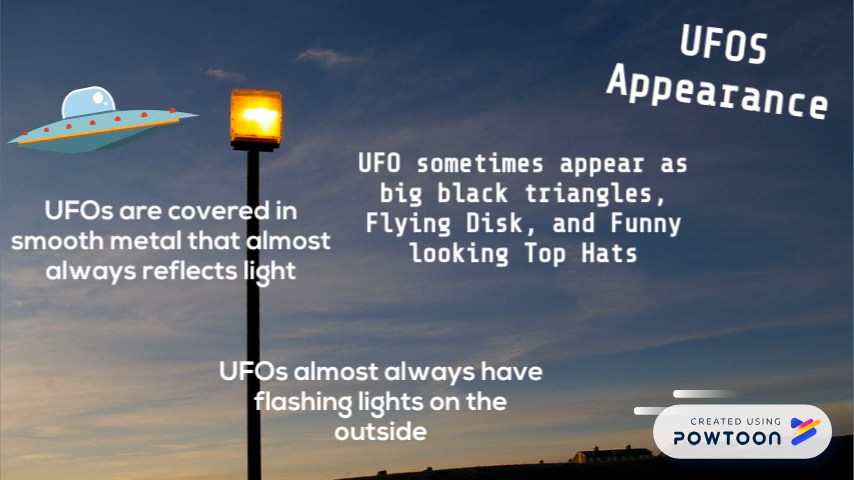 UFOS
Appearance
UFO sometimes appear as
big black triangles,
Flying Disk, and Funny
looking Top Hats
UFOs are covered in
smooth metal that almost
always reflects light
UFOs almost always have
flashing lights on the
outside
CREATED USING
POWTOON